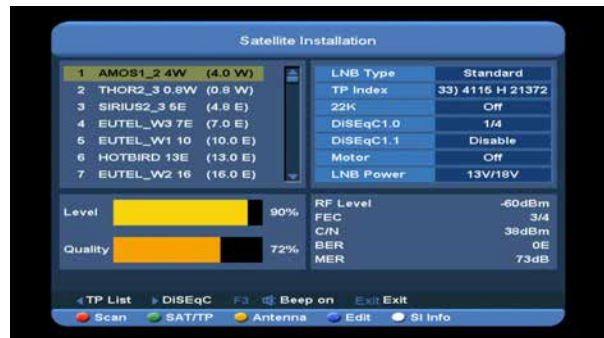 Satellite Installation
1 AMOS1_2 4W (4.0 W)
2 THOR2_3 0.8W (0.8 W)
3 SIRIUS2_3 5E (4.8 E)
4 EUTEL_W3 7E (7.0 E)
5 EUTEL_W1 10 (10.0 E)
6 HOTBIRD 13E (13.0 E)
7 EUTEL_W2 16 (16.0 E)
LNB Type Standard
TP Index 33) 4115 H 21372
22K Off
DiSEqC1.0 1/4
DiSEqC1.1 Disable
Motor Off
LNB Power 13V/18V
Level 90%
Quality 72%
RF Level -60dBm
FEC 3/4
C/N 38dBm
BER 0E
MER 73dB
TP List DiSEqC F3 Beep on Exit Exit
Scan SAT/TP Antenna Edit SI Info